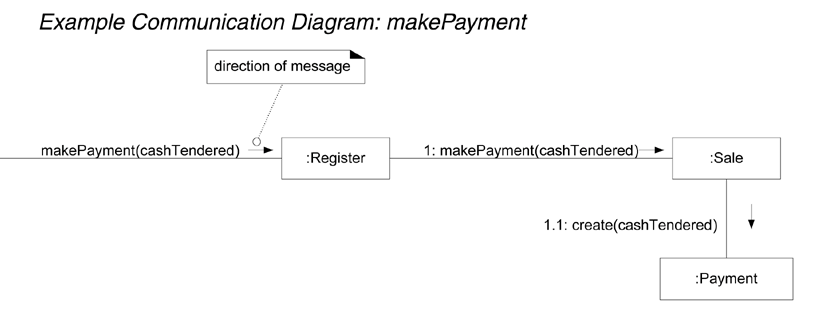 Example Communication Diagram: makePayment
direction of message
makePayment(cashTendered)
:Register
1: makePayment(cashTendered)
:Sale
1.1: create(cashTendered)
:Payment